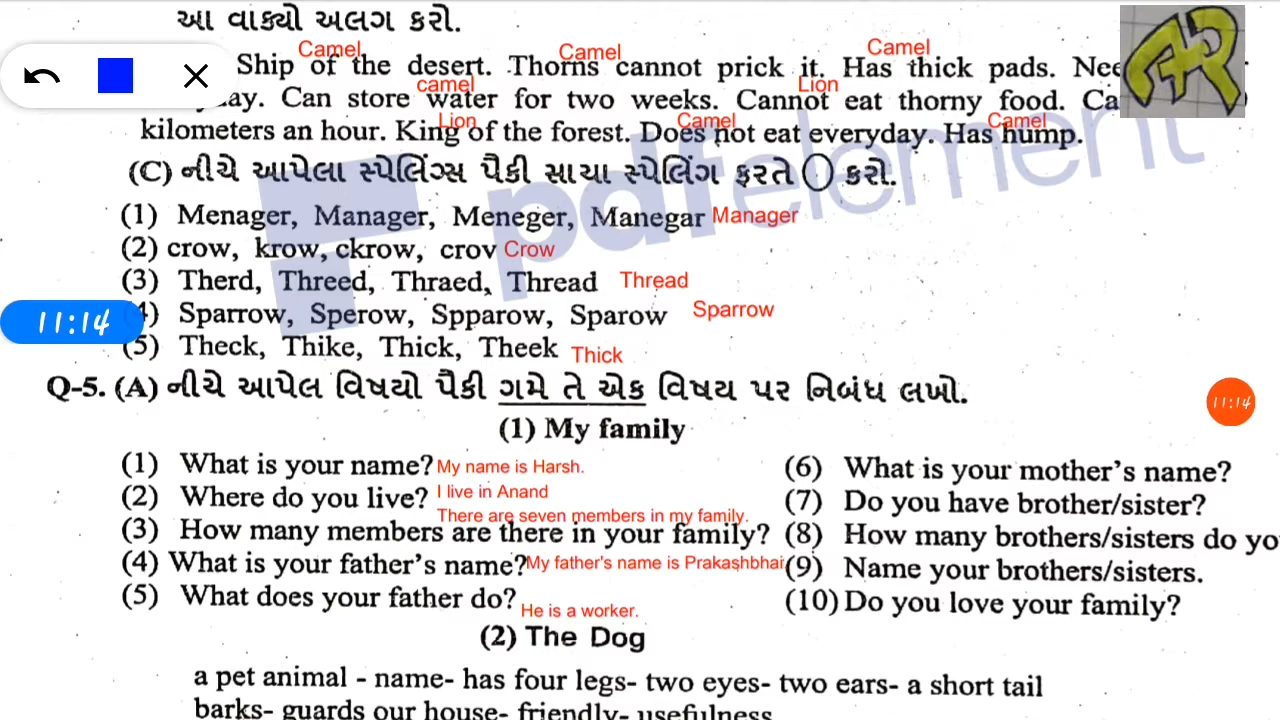 આ વાક્યો અલગ કરો.
Camel Camel Camel
Ship of the desert. Thorns cannot prick it. Has thick pads.
camel Lion
Can store water for two weeks. Cannot eat thorny food.
Lion Camel Camel
kilometers an hour. King of the forest. Does not eat everyday. Has hump.
(C) નીચે આપેલા સ્પેલિંગ્સ પૈકી સાચા સ્પેલિંગ ફરતે O કરો.
(1) Menager, Manager, Meneger, Manegar Manager
(2) crow, krow, ckrow, crov Crow
(3) Therd, Threed, Thraed, Thread Thread
11:14
Sparrow, Sperow, Spparow, Sparow Sparrow
(5) Theck, Thike, Thick, Theek Thick
Q-5. (A) નીચે આપેલ વિષયો પૈકી ગમે તે એક વિષય પર નિબંધ લખો.
11:14
(1) My family
(1) What is your name? My name is Harsh.
(2) Where do you live? I live in Anand
There are seven members in my family.
(3) How many members are there in your family?
(4) What is your father's name? My father's name is Prakashbhai.
(5) What does your father do? He is a worker.
(6) What is your mother's name?
(7) Do you have brother/sister?
(8) How many brothers/sisters do
(9) Name your brothers/sisters.
(10) Do you love your family?
(2) The Dog
a pet animal - name- has four legs- two eyes- two ears- a short tail
barks- guards our house- friendly- usefulness
pdfelement